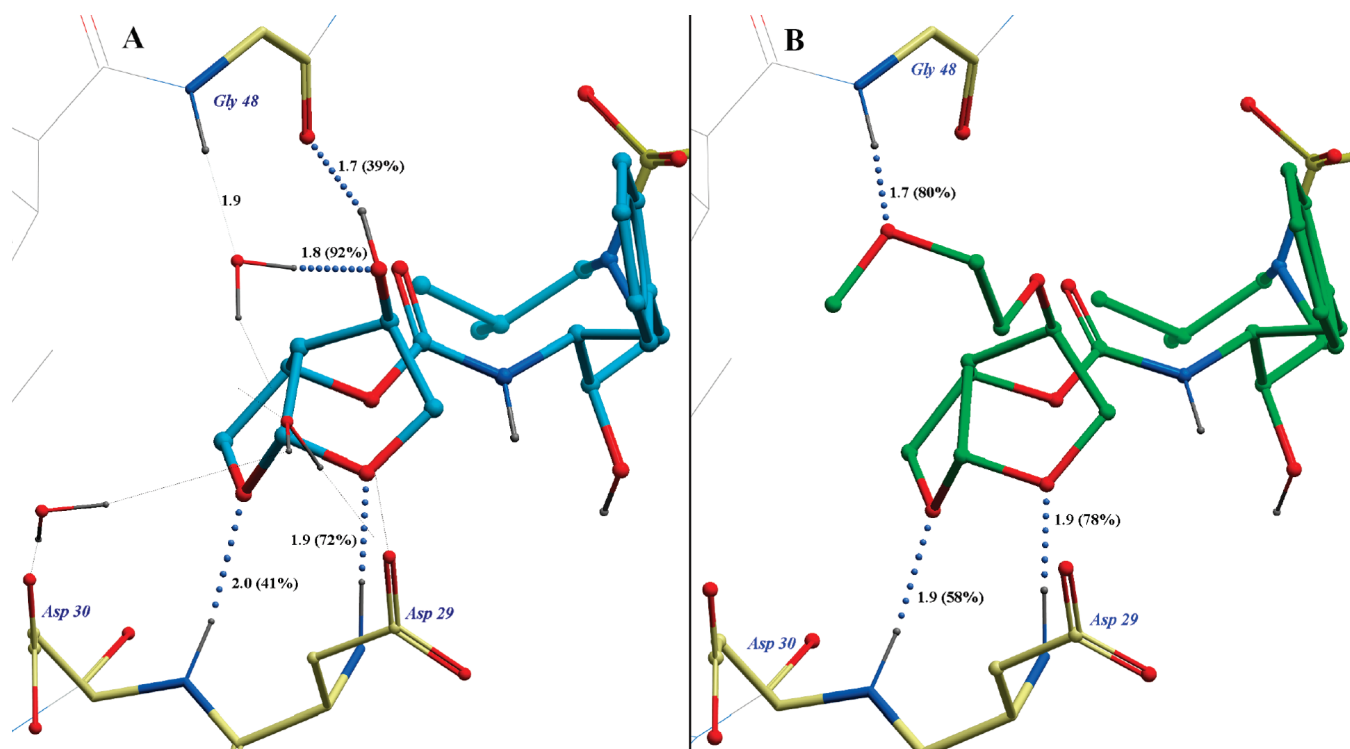 A
Gly 48
1.7 (39%)
1.9
1.8 (92%)
1.9 (72%)
2.0 (41%)
Asp 30
Asp 29
B
Gly 48
1.7 (80%)
1.9 (78%)
1.9 (58%)
Asp 30
Asp 29